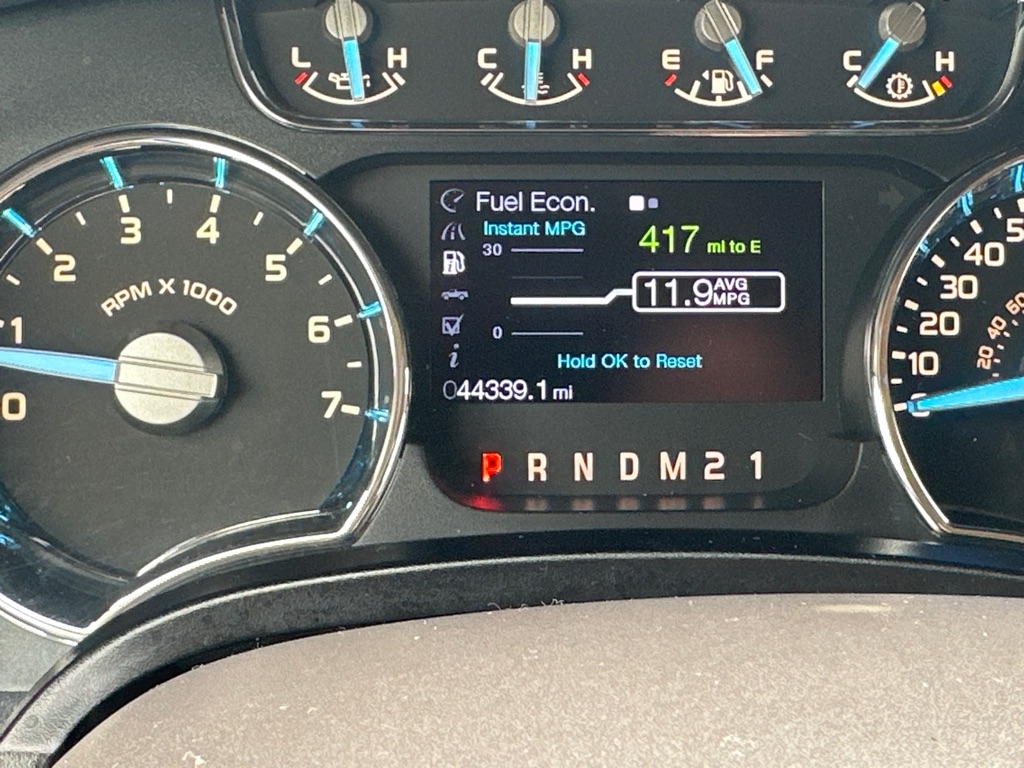 L H C H E F C H
Fuel Econ.
Instant MPG
30
417 mi to E
11.9 AVG MPG
0
Hold OK to Reset
044339.1 mi
P R N D M 2 1
0 1 2 3 4 5 6 7
RPM X 1000
10 20 30 40 5
20 40 60